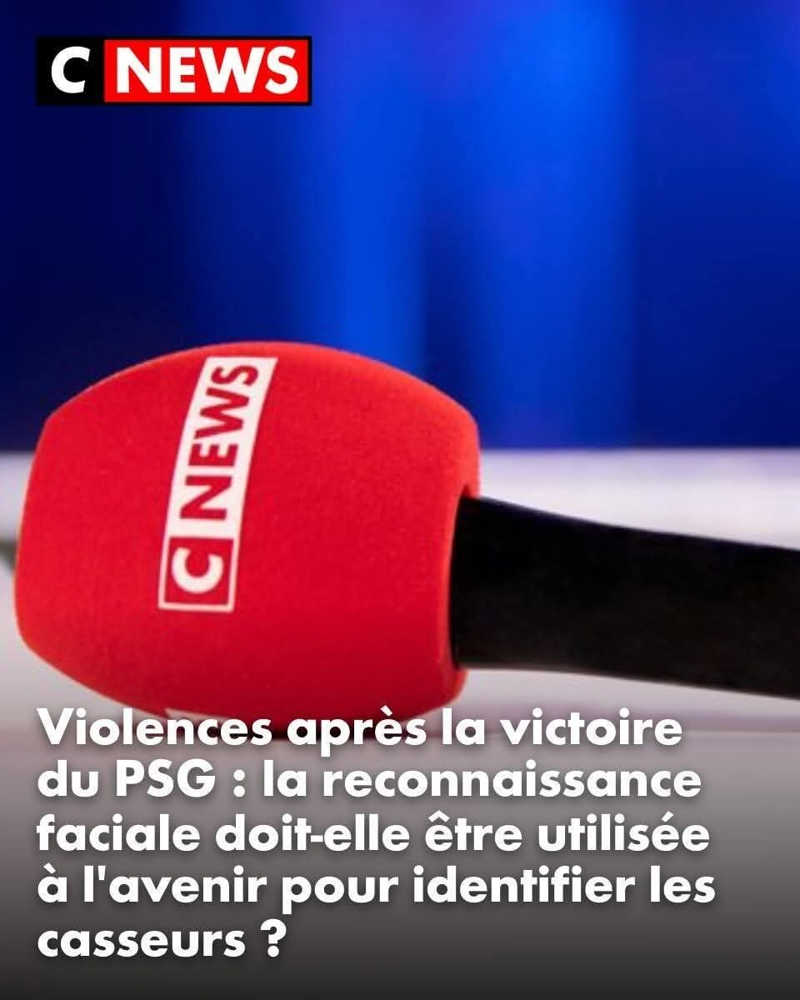 C NEWS
C NEWS
Violences après la victoire
du PSG : la reconnaissance
faciale doit-elle être utilisée
à l'avenir pour identifier les
casseurs ?